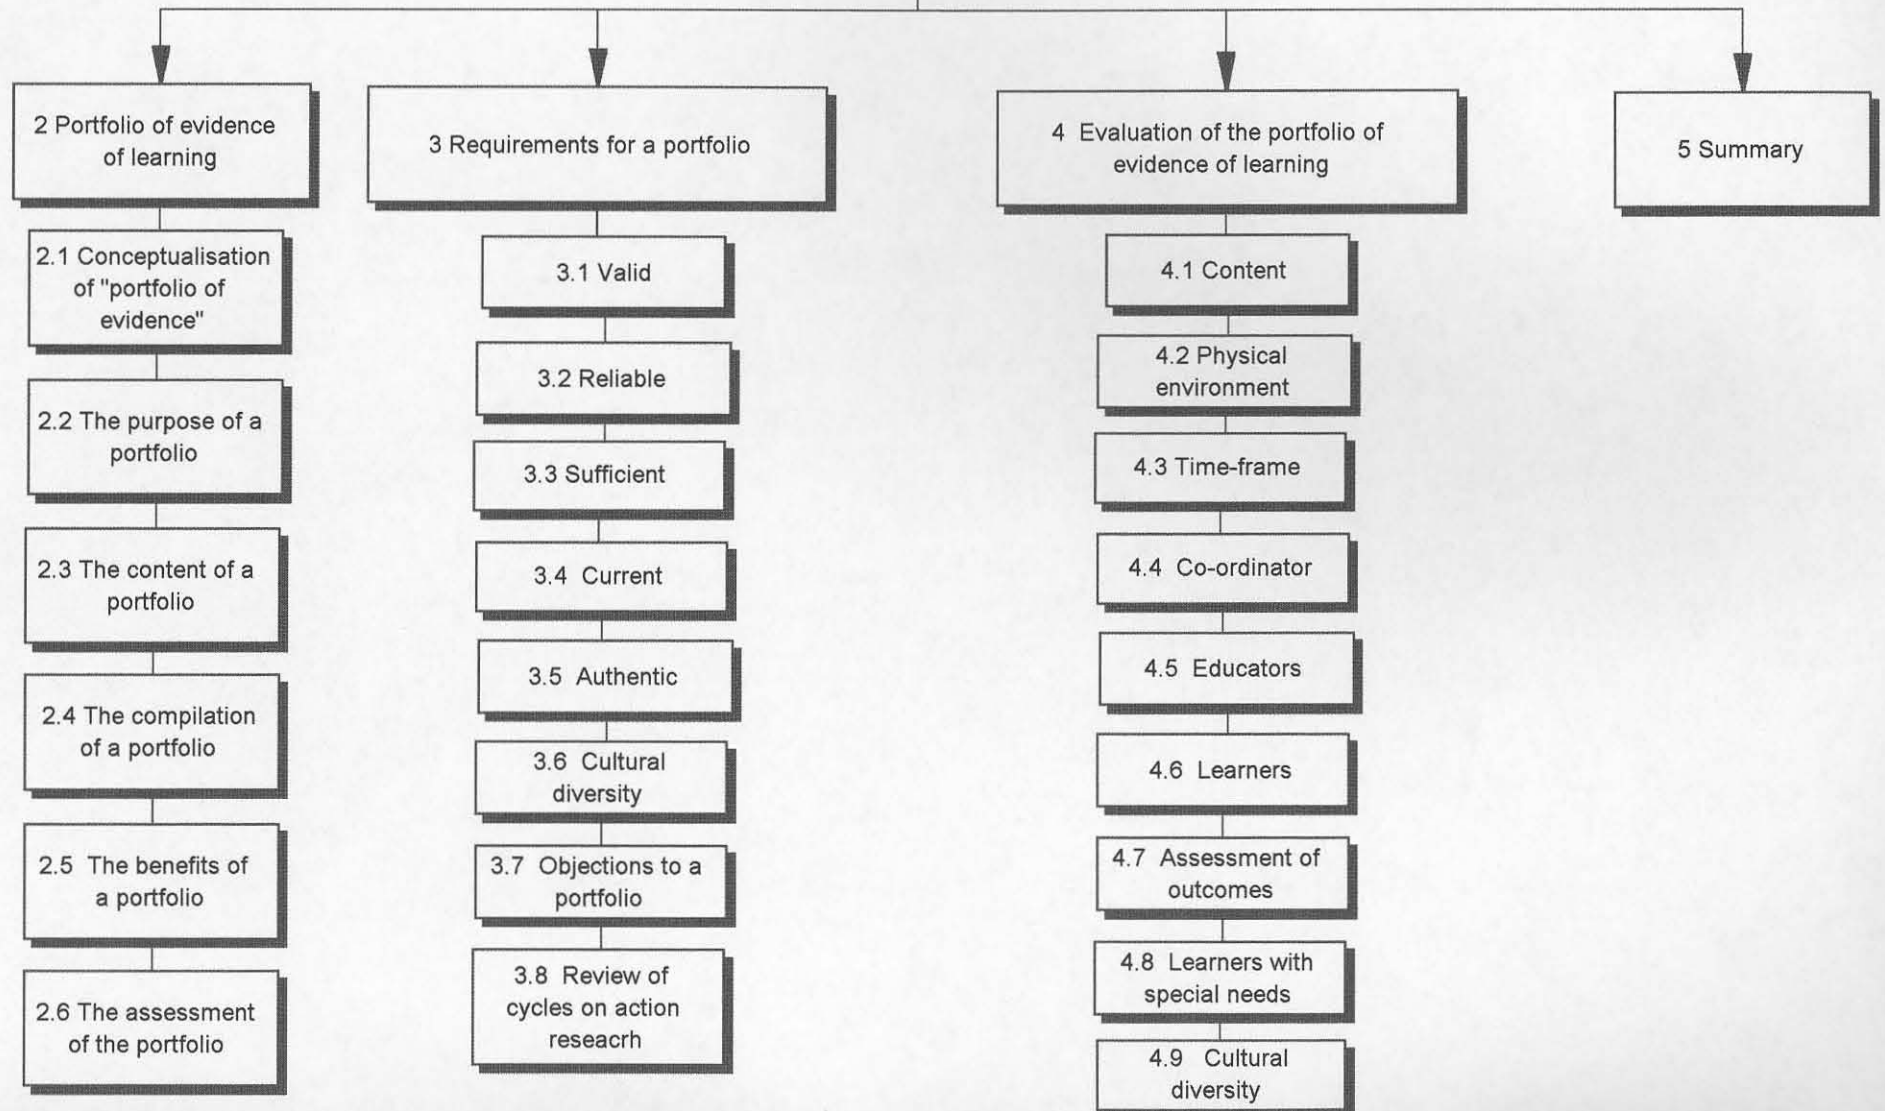 2 Portfolio of evidence
of learning
2.1 Conceptualisation
of "portfolio of
evidence"
2.2 The purpose of a
portfolio
2.3 The content of a
portfolio
2.4 The compilation
of a portfolio
2.5 The benefits of
a portfolio
2.6 The assessment
of the portfolio
3 Requirements for a portfolio
3.1 Valid
3.2 Reliable
3.3 Sufficient
3.4 Current
3.5 Authentic
3.6 Cultural
diversity
3.7 Objections to a
portfolio
3.8 Review of
cycles on action
reseacrh
4 Evaluation of the portfolio of
evidence of learning
4.1 Content
4.2 Physical
environment
4.3 Time-frame
4.4 Co-ordinator
4.5 Educators
4.6 Learners
4.7 Assessment of
outcomes
4.8 Learners with
special needs
4.9 Cultural
diversity
5 Summary